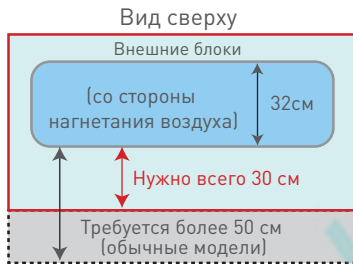 Вид сверху
Внешние блоки
(со стороны
нагнетания воздуха)
32см
Нужно всего 30 см
Требуется более 50 см
(обычные модели)